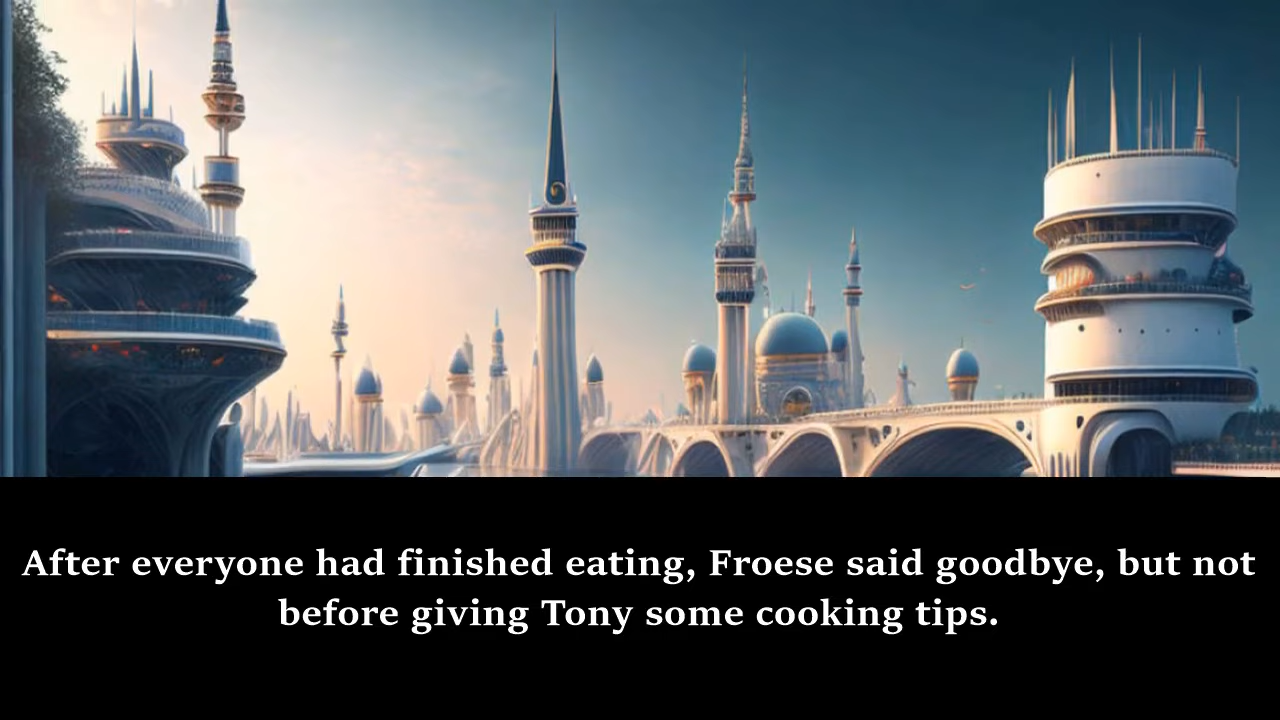 After everyone had finished eating, Froese said goodbye, but not
before giving Tony some cooking tips.